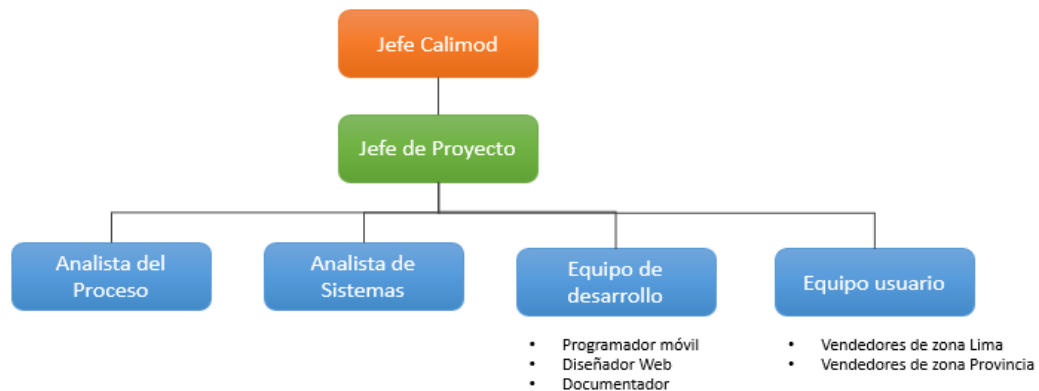 Jefe Calimod
Jefe de Proyecto
Analista del
Proceso
Analista de
Sistemas
Equipo de
desarrollo
Equipo usuario
• Programador móvil
• Diseñador Web
• Documentador
• Vendedores de zona Lima
• Vendedores de zona Provincia